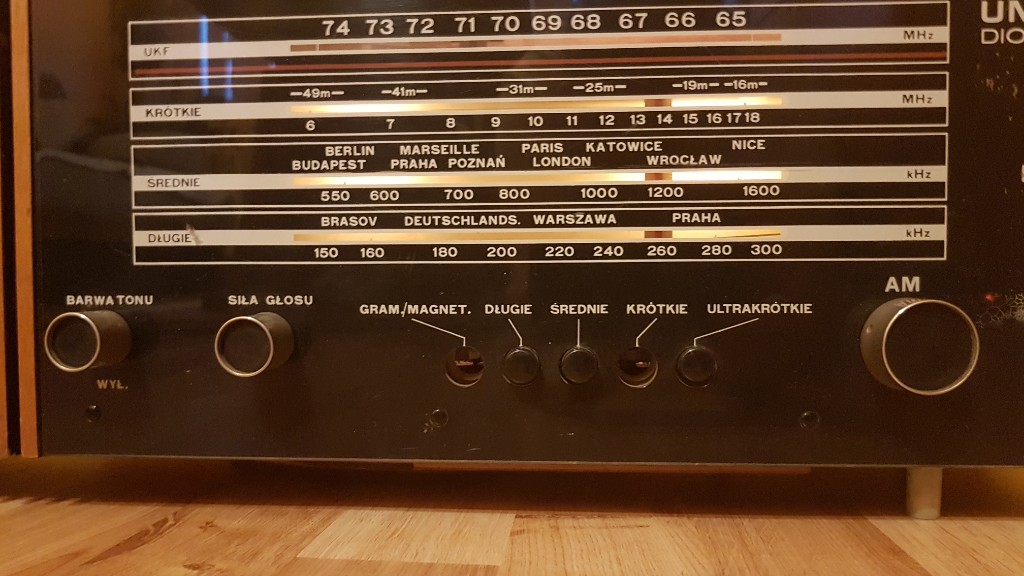 74 73 72 71 70 69 68 67 66 65
UKF MHz
-49m- -41m- -31m- -25m- -19m- -16m-
KRÓTKIE MHz
6 7 8 9 10 11 12 13 14 15 16 17 18
BERLIN MARSEILLE PARIS KATOWICE NICE
BUDAPEST PRAHA POZNAŃ LONDON WROCŁAW
ŚREDNIE kHz
550 600 700 800 1000 1200 1600
BRASOV DEUTSCHLANDS. WARSZAWA PRAHA
DŁUGIE kHz
150 160 180 200 220 240 260 280 300
BARWA TONU SIŁA GŁOSU AM
GRAM./MAGNET. DŁUGIE ŚREDNIE KRÓTKIE ULTRAKRÓTKIE
WYŁ.